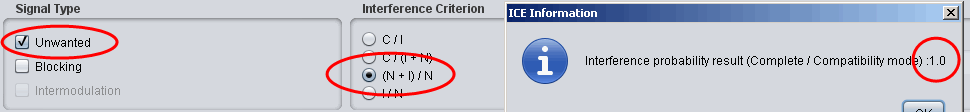 Signal Type
Unwanted
Blocking
Intermodulation
Interference Criterion
C / I
C / (I + N)
(N + I) / N
I / N
ICE Information
Interference probability result (Complete / Compatibility mode) :1.0
OK